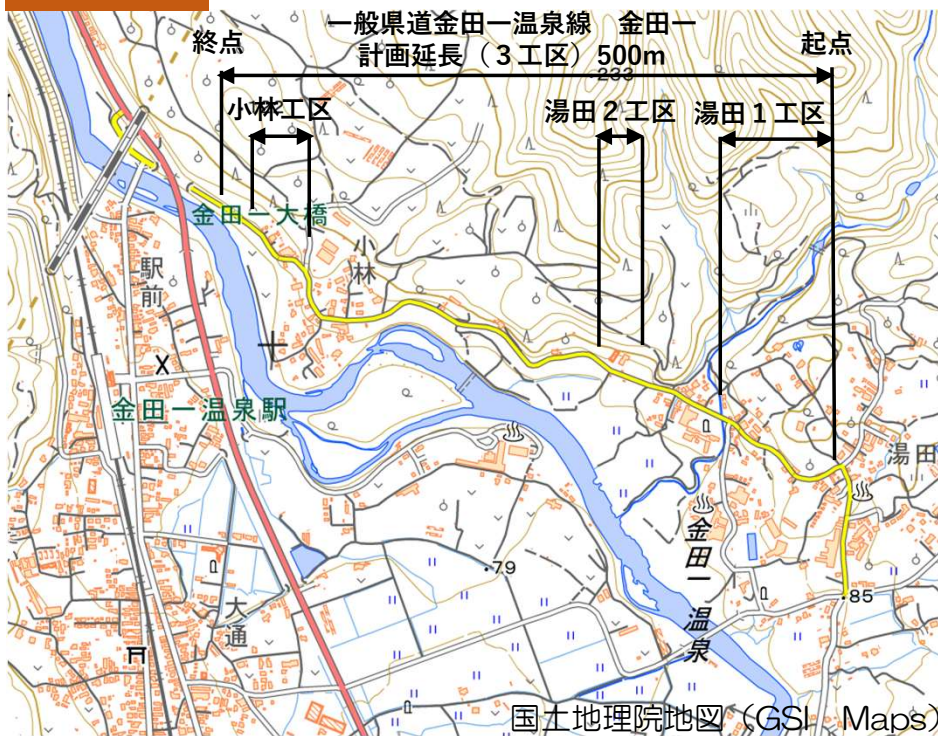 一般県道金田一温泉線　金田一
計画延長（３工区）500m
終点
起点
233
小林工区
湯田２工区
湯田１工区
金田一大橋
小林
駅前
金田一温泉駅
湯田
金田一温泉
79
85
大通
国土地理院地図（GSI Maps）